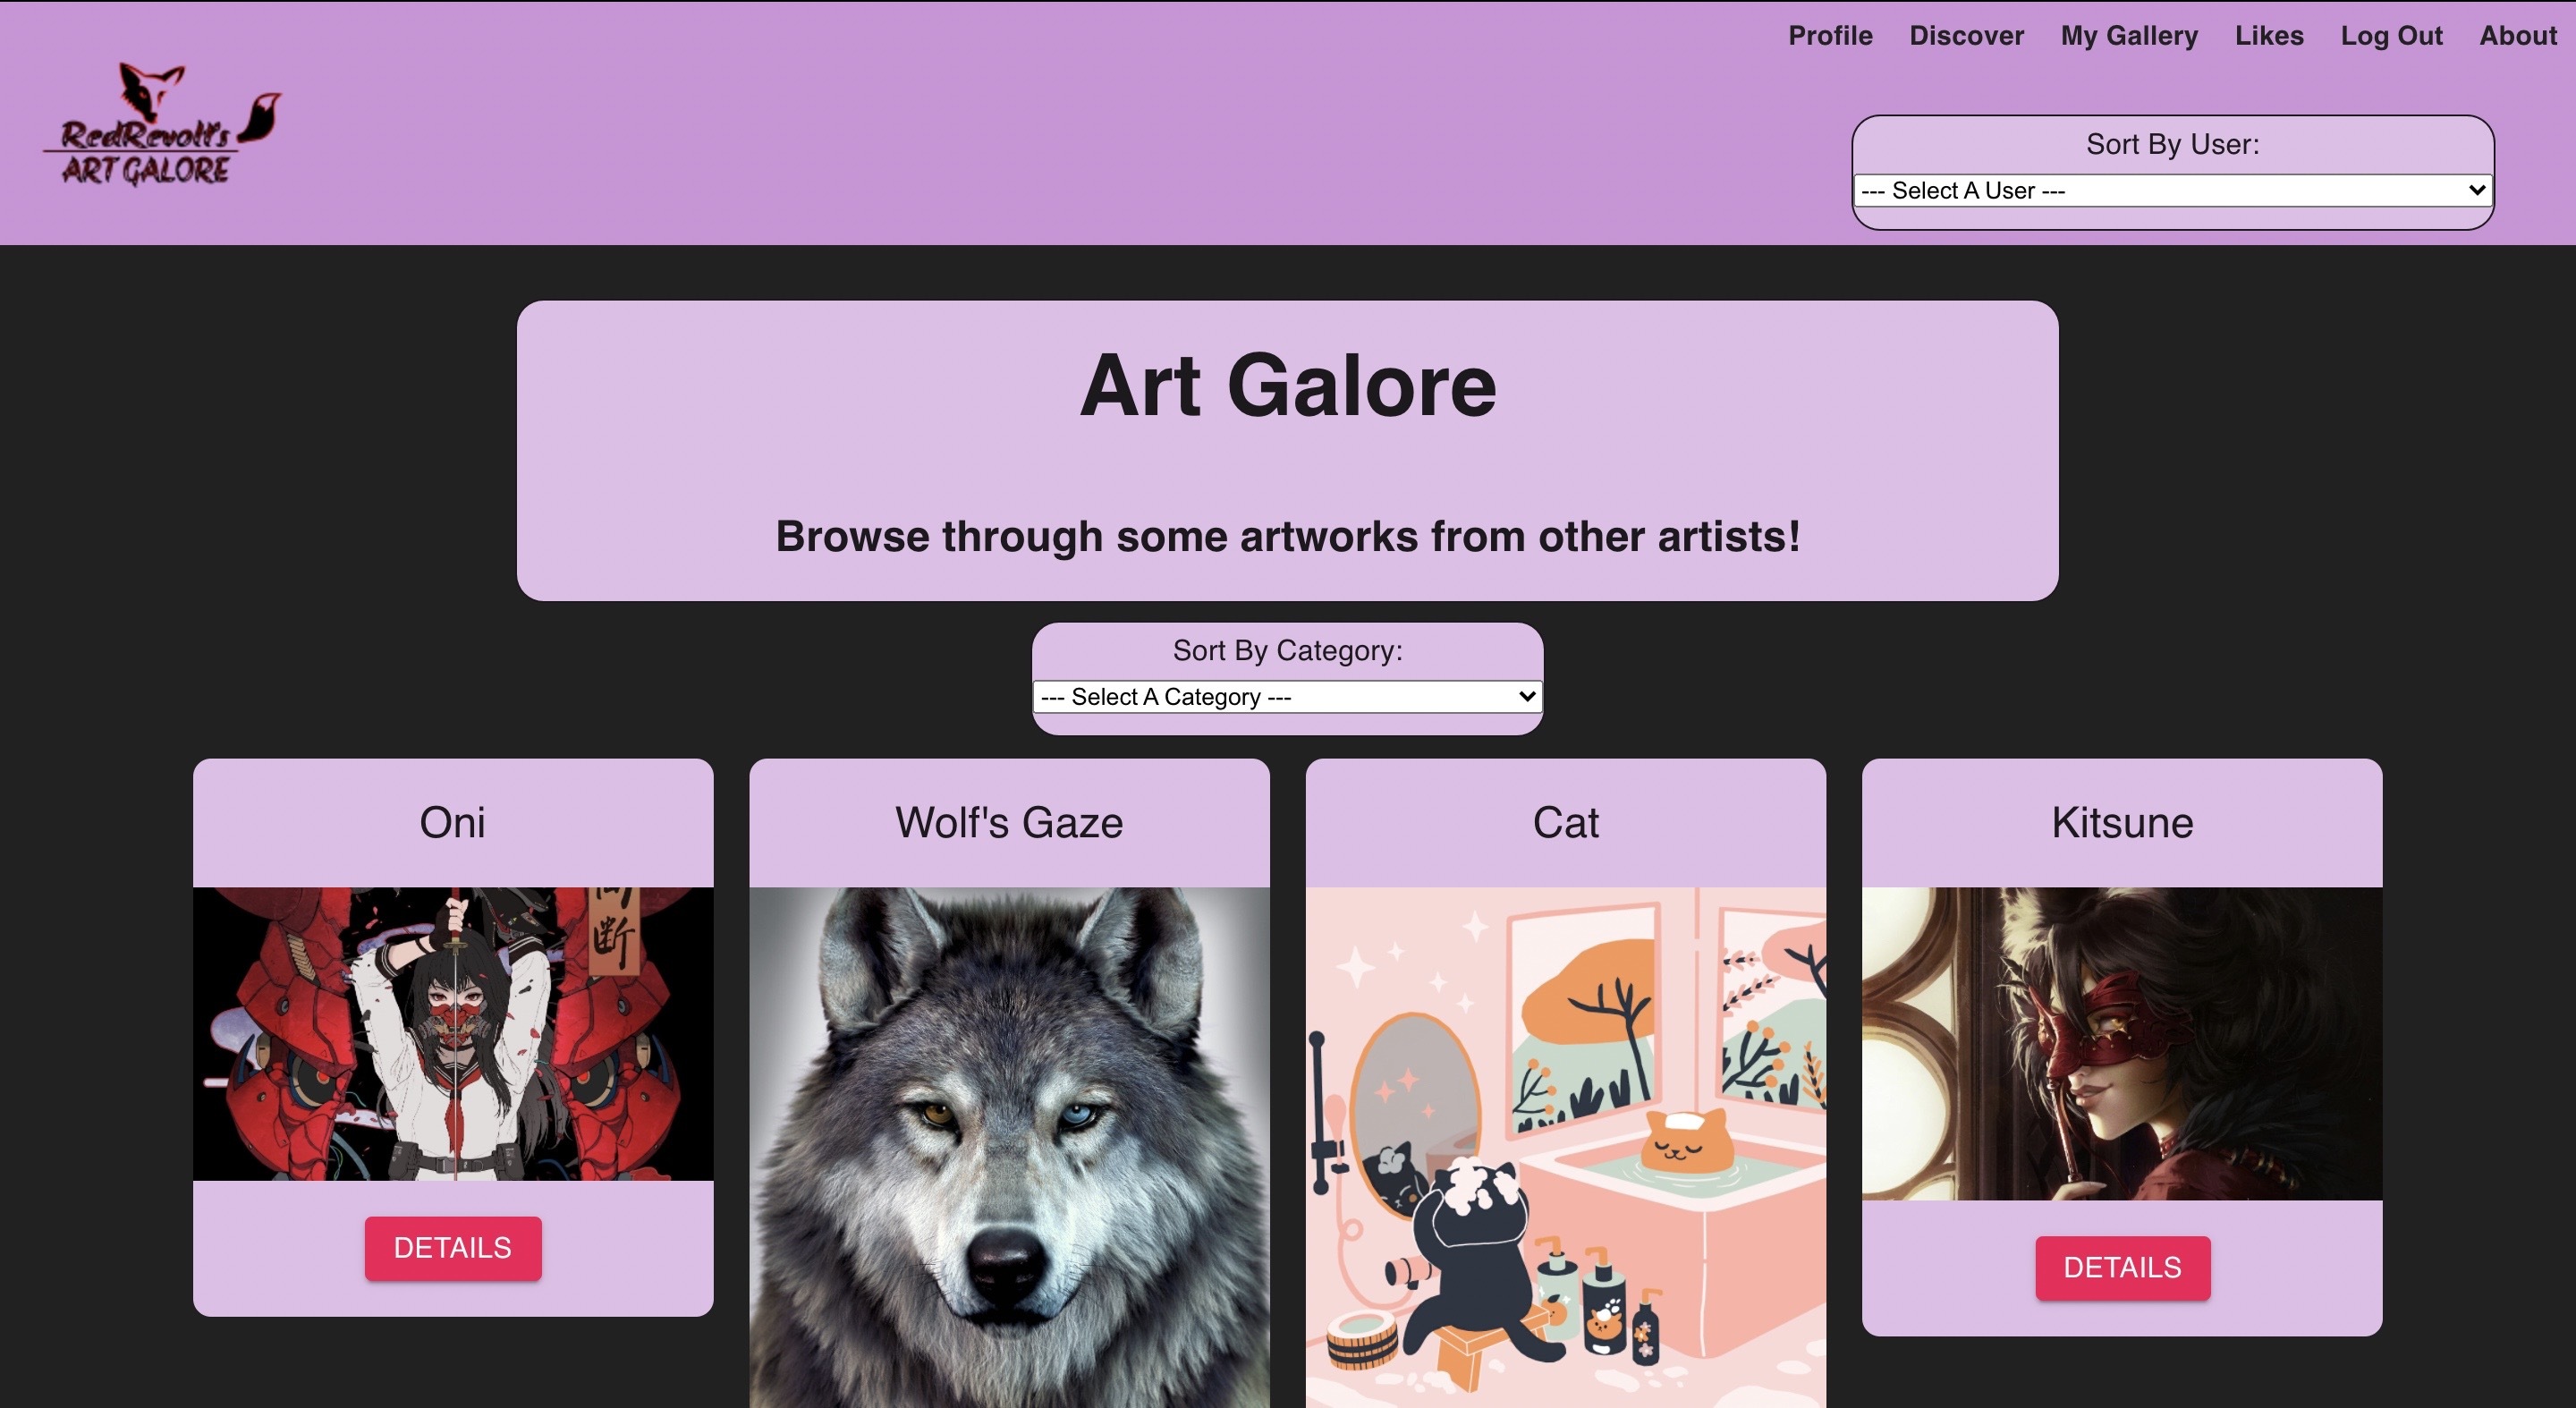 Profile Discover My Gallery Likes Log Out About
RedRevolt's
ART GALORE
Sort By User:
--- Select A User ---
Art Galore
Browse through some artworks from other artists!
Sort By Category:
--- Select A Category ---
Oni
Wolf's Gaze
Cat
Kitsune
断
DETAILS
DETAILS